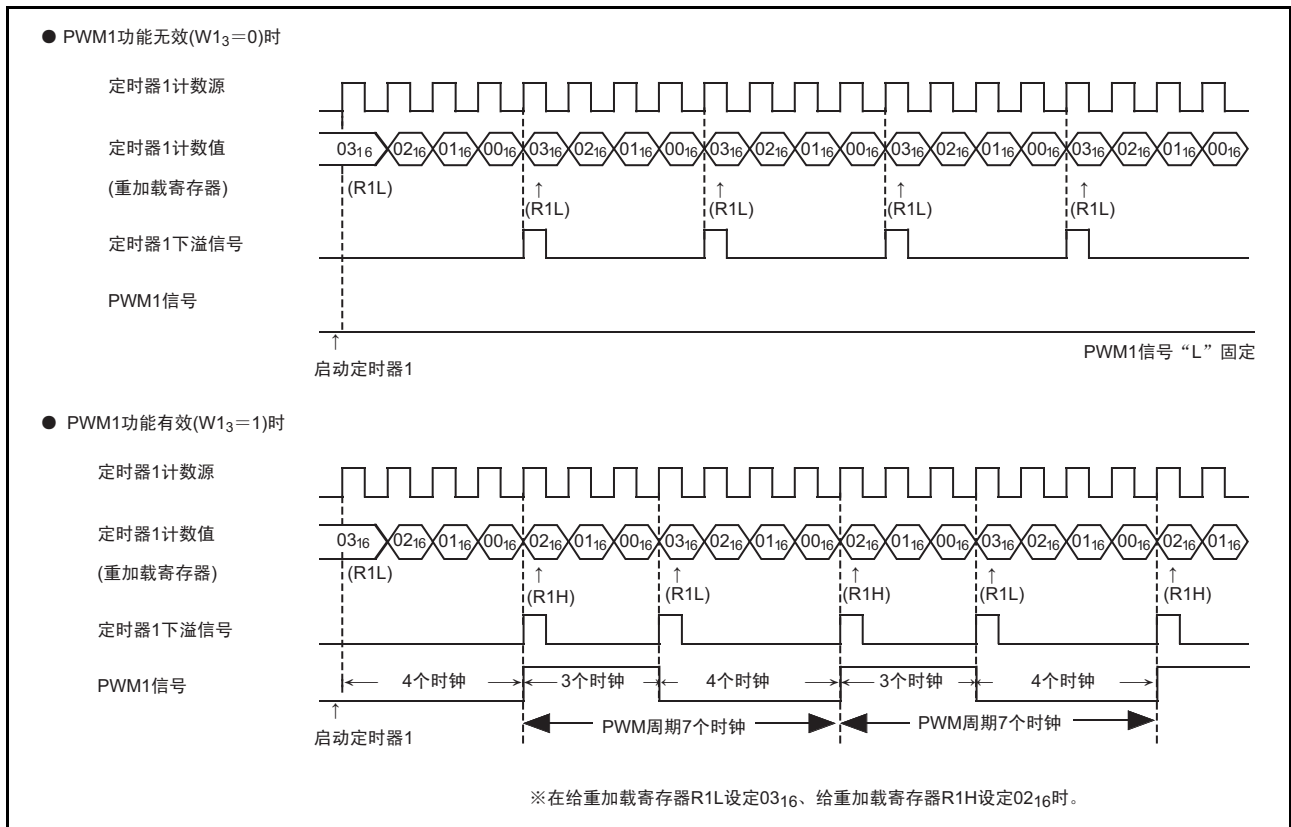 ● PWM1功能无效(W1₃＝0)时
定时器1计数源
定时器1计数值
03₁₆ 02₁₆ 01₁₆ 00₁₆ 03₁₆ 02₁₆ 01₁₆ 00₁₆ 03₁₆ 02₁₆ 01₁₆ 00₁₆ 03₁₆ 02₁₆ 01₁₆ 00₁₆ 03₁₆ 02₁₆ 01₁₆ 00₁₆
(重加载寄存器)
(R1L) ↑ ↑ ↑ ↑
(R1L) (R1L) (R1L) (R1L)
定时器1下溢信号
PWM1信号
↑
启动定时器1
PWM1信号“L”固定
● PWM1功能有效(W1₃＝1)时
定时器1计数源
定时器1计数值
03₁₆ 02₁₆ 01₁₆ 00₁₆ 02₁₆ 01₁₆ 00₁₆ 03₁₆ 02₁₆ 01₁₆ 00₁₆ 02₁₆ 01₁₆ 00₁₆ 03₁₆ 02₁₆ 01₁₆ 00₁₆ 02₁₆ 01₁₆
(重加载寄存器)
(R1L) ↑ ↑ ↑ ↑ ↑
(R1H) (R1L) (R1H) (R1L) (R1H)
定时器1下溢信号
PWM1信号
4个时钟 3个时钟 4个时钟 3个时钟 4个时钟
↑
启动定时器1
PWM周期7个时钟 PWM周期7个时钟
※在给重加载寄存器R1L设定03₁₆、给重加载寄存器R1H设定02₁₆时。